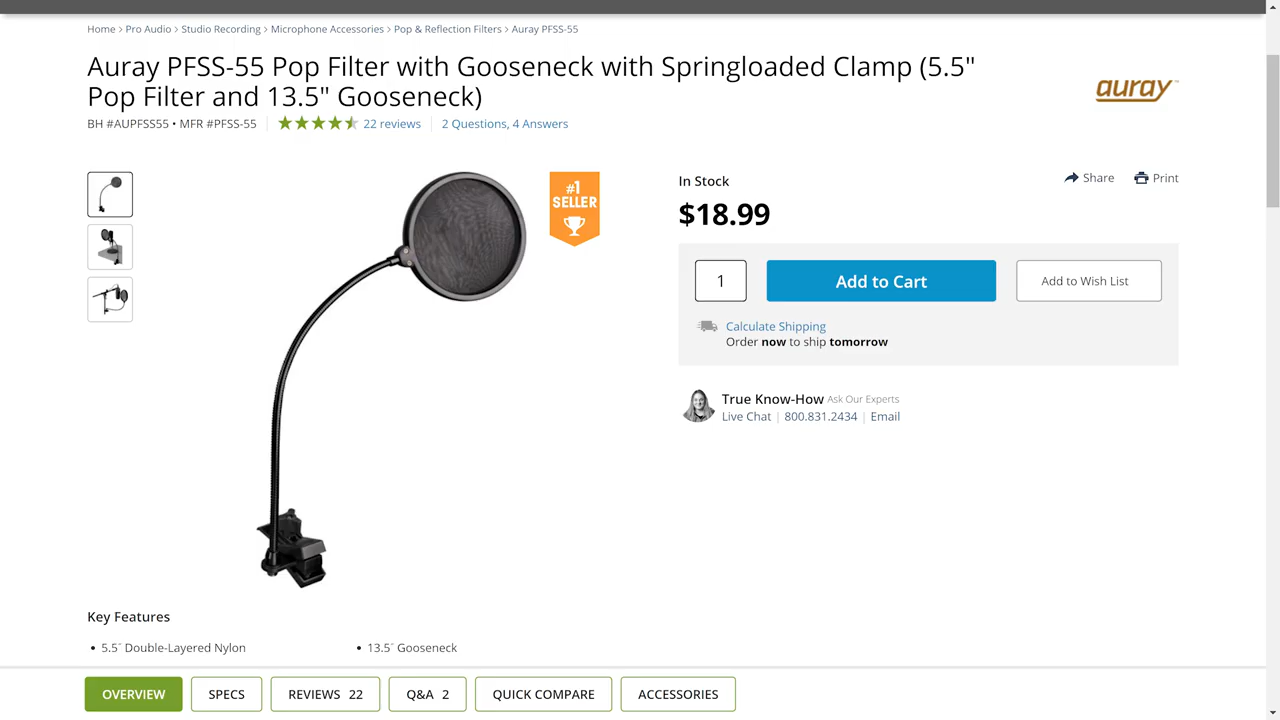 Home > Pro Audio > Studio Recording > Microphone Accessories > Pop & Reflection Filters > Auray PFSS-55
Auray PFSS-55 Pop Filter with Gooseneck with Springloaded Clamp (5.5"
Pop Filter and 13.5" Gooseneck)
auray
BH #AUPFSS55 • MFR #PFSS-55
22 reviews
2 Questions, 4 Answers
#1
SELLER
In Stock
Share
Print
$18.99
1
Add to Cart
Add to Wish List
Calculate Shipping
Order now to ship tomorrow
True Know-How Ask Our Experts
Live Chat | 800.831.2434 | Email
Key Features
• 5.5″ Double-Layered Nylon
• 13.5″ Gooseneck
OVERVIEW
SPECS
REVIEWS 22
Q&A 2
QUICK COMPARE
ACCESSORIES